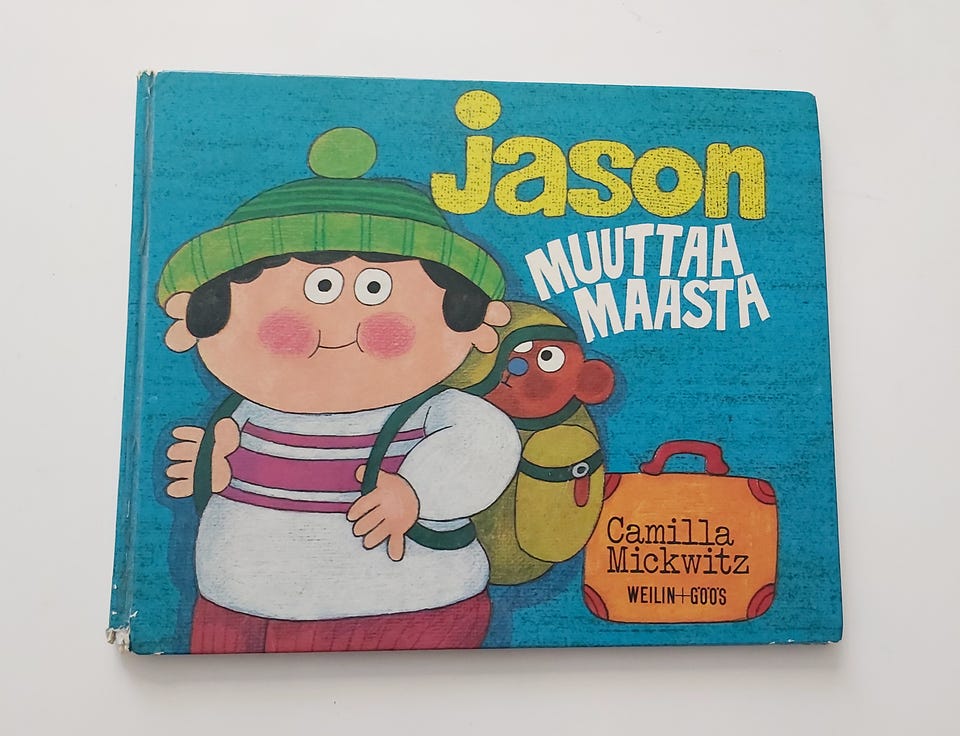 jason
MUUTTAA
MAASTA
Camilla
Mickwitz
WEILIN+GÖÖS